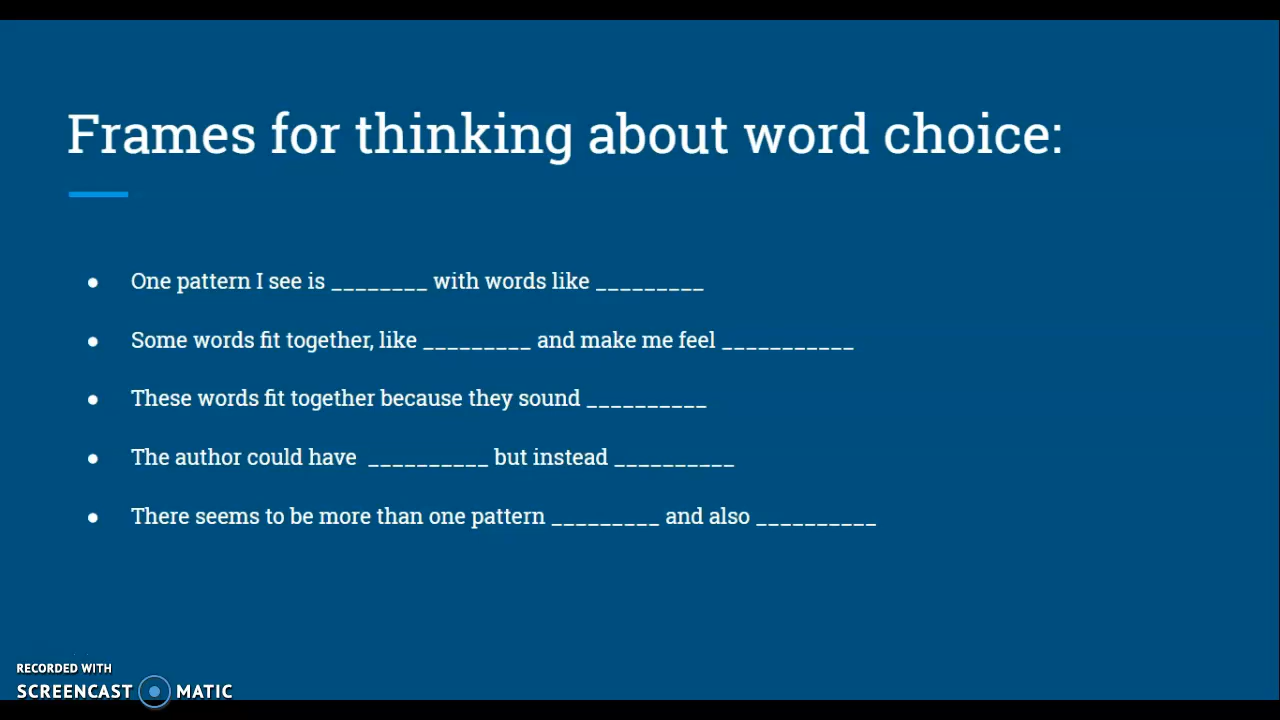 Frames for thinking about word choice:
● One pattern I see is ________ with words like _________
● Some words fit together, like _________ and make me feel ___________
● These words fit together because they sound __________
● The author could have __________ but instead __________
● There seems to be more than one pattern _________ and also __________
RECORDED WITH
SCREENCAST MATIC